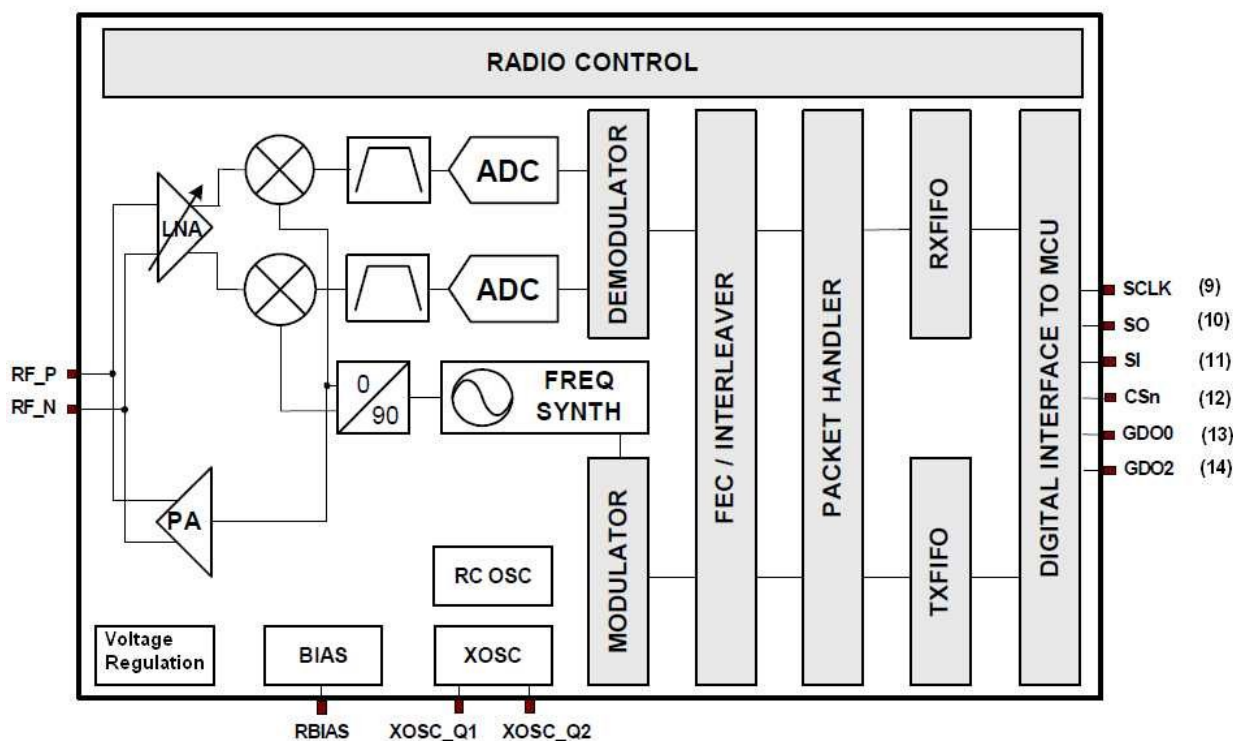 RADIO CONTROL
LNA
ADC
ADC
DEMODULATOR
FEC / INTERLEAVER
PACKET HANDLER
RXFIFO
DIGITAL INTERFACE TO MCU
SCLK (9)
SO (10)
SI (11)
CSn (12)
GDO0 (13)
GDO2 (14)
RF_P
RF_N
0
90
FREQ
SYNTH
PA
MODULATOR
TXFIFO
RC OSC
Voltage
Regulation
BIAS
XOSC
RBIAS
XOSC_Q1
XOSC_Q2